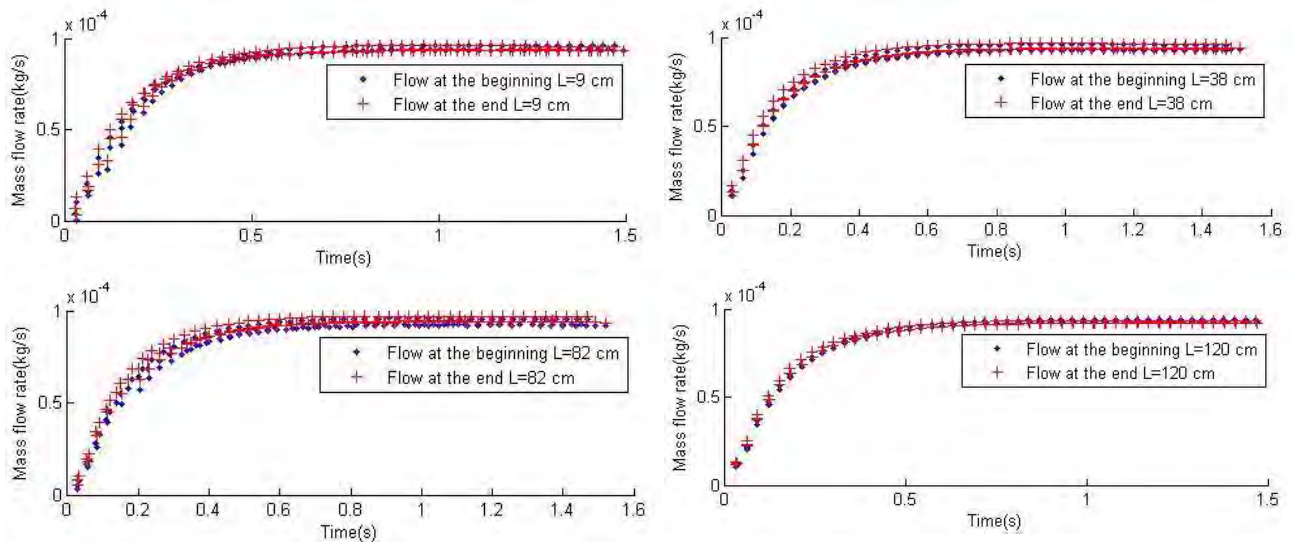 x 10-4
1
0.5
0
Mass flow rate(kg/s)
Flow at the beginning L=9 cm
Flow at the end L=9 cm
0 0.5 1 1.5
Time(s)
x 10-4
1
0.5
0
Mass flow rate(kg/s)
Flow at the beginning L=38 cm
Flow at the end L=38 cm
0 0.2 0.4 0.6 0.8 1 1.2 1.4 1.6
Time(s)
x 10-4
1
0.5
0
Mass flow rate(kg/s)
Flow at the beginning L=82 cm
Flow at the end L=82 cm
0 0.2 0.4 0.6 0.8 1 1.2 1.4 1.6
Time(s)
x 10-4
1
0.5
0
Mass flow rate(kg/s)
Flow at the beginning L=120 cm
Flow at the end L=120 cm
0 0.5 1 1.5
Time(s)